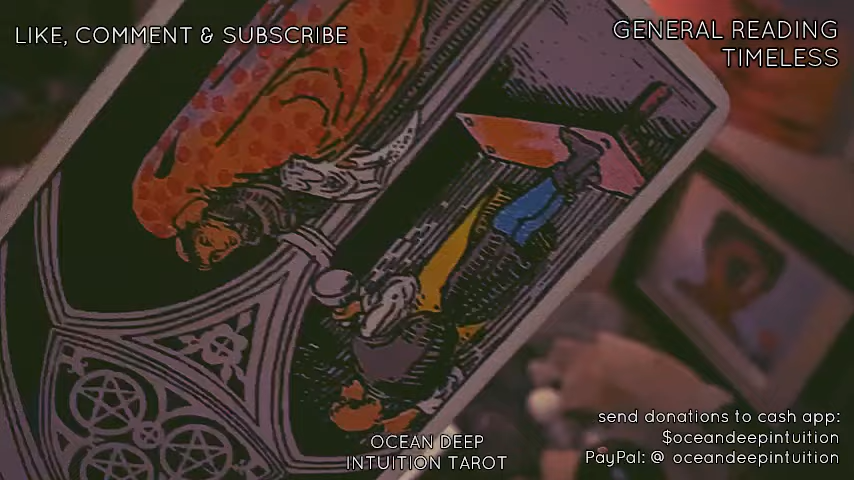 LIKE, COMMENT & SUBSCRIBE
GENERAL READING
TIMELESS
send donations to cash app:
$oceandeepintuition
PayPal: @ oceandeepintuition
OCEAN DEEP
INTUITION TAROT